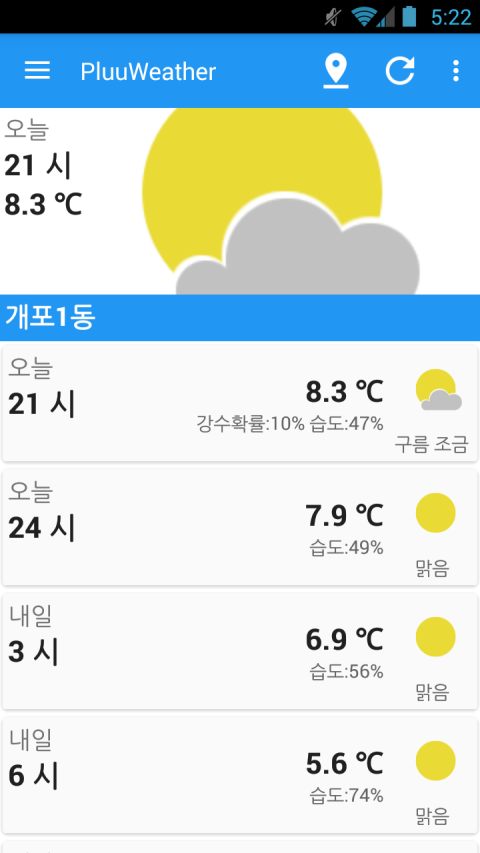 5:22
PluuWeather
오늘
21 시
8.3 ℃
개포1동
오늘
21 시
8.3 ℃
강수확률:10% 습도:47%
구름 조금
오늘
24 시
7.9 ℃
습도:49%
맑음
내일
3 시
6.9 ℃
습도:56%
맑음
내일
6 시
5.6 ℃
습도:74%
맑음